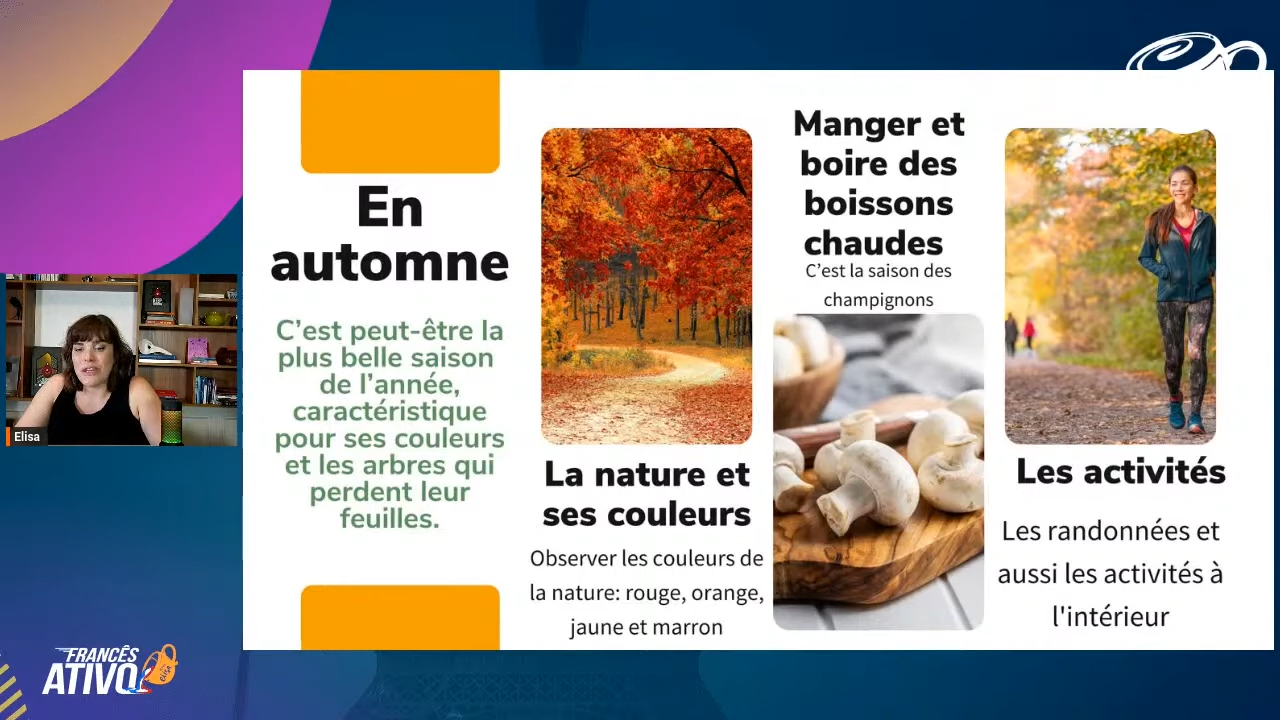 En
automne
C’est peut-être la
plus belle saison
de l’année,
caractéristique
pour ses couleurs
et les arbres qui
perdent leur
feuilles.
La nature et
ses couleurs
Observer les couleurs de
la nature: rouge, orange,
jaune et marron
Manger et
boire des
boissons
chaudes
C’est la saison des
champignons
Les activités
Les randonnées et
aussi les activités à
l'intérieur
Elisa
FRANCÊS
ATIVO